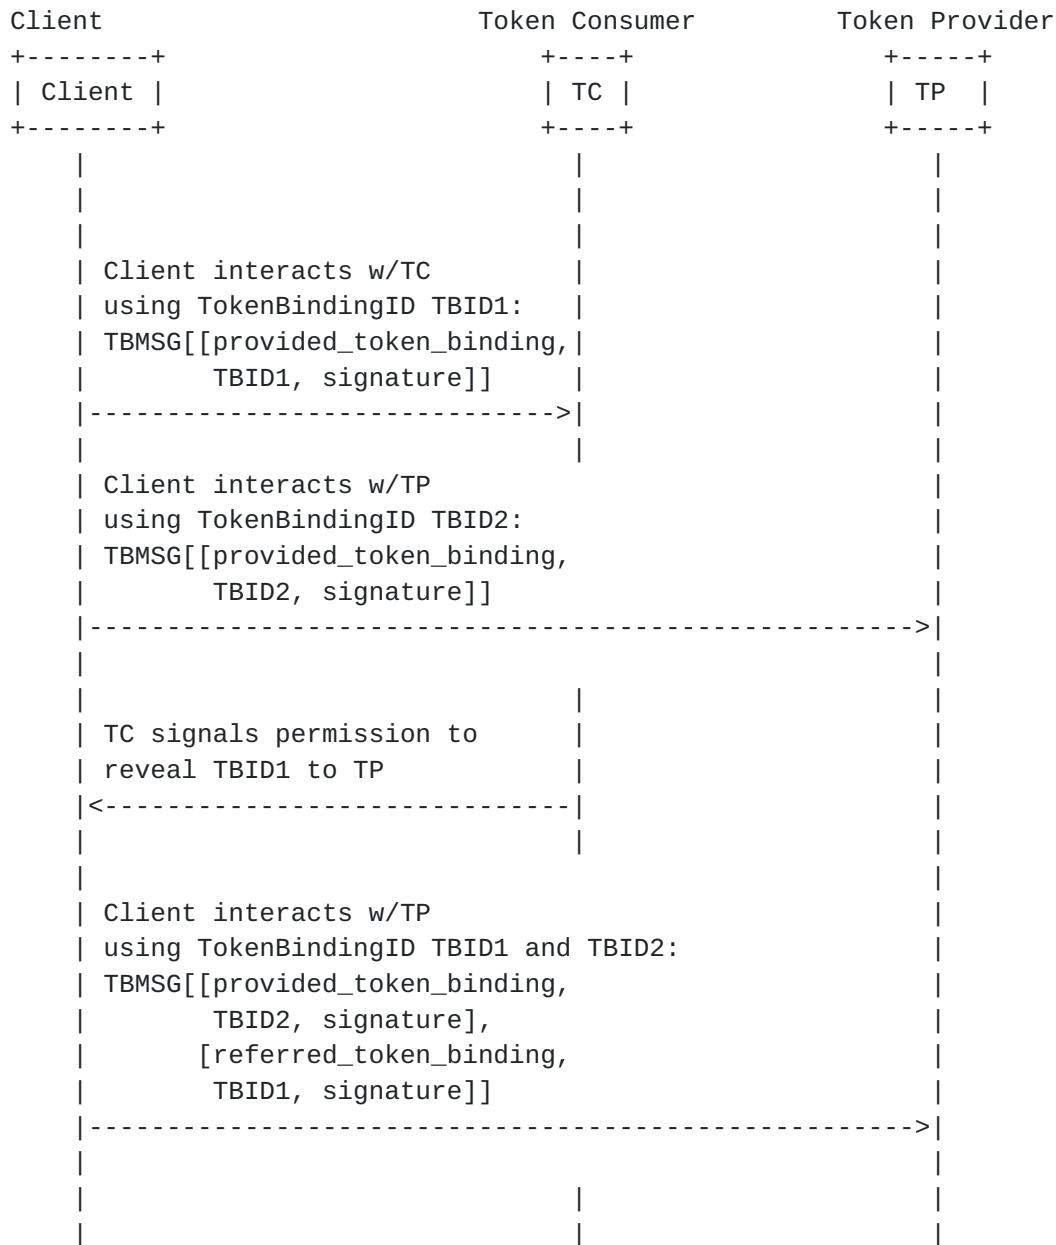 Client                        Token Consumer         Token Provider
+--------+                        +----+                +-----+
| Client |                        | TC |                | TP  |
+--------+                        +----+                +-----+
    |                               |                      |
    |                               |                      |
    |                               |                      |
    | Client interacts w/TC         |                      |
    | using TokenBindingID TBID1:   |                      |
    | TBMSG[[provided_token_binding,|                      |
    |        TBID1, signature]]     |                      |
    |------------------------------>|                      |
    |                               |                      |
    | Client interacts w/TP                                |
    | using TokenBindingID TBID2:                          |
    | TBMSG[[provided_token_binding,                       |
    |        TBID2, signature]]                            |
    |----------------------------------------------------->|
    |                                                      |
    |                               |                      |
    | TC signals permission to      |                      |
    | reveal TBID1 to TP            |                      |
    |<------------------------------|                      |
    |                               |                      |
    |                                                      |
    | Client interacts w/TP                                |
    | using TokenBindingID TBID1 and TBID2:                |
    | TBMSG[[provided_token_binding,                       |
    |        TBID2, signature],                            |
    |       [referred_token_binding,                       |
    |        TBID1, signature]]                            |
    |----------------------------------------------------->|
    |                                                      |
    |                               |                      |
    |                               |                      |